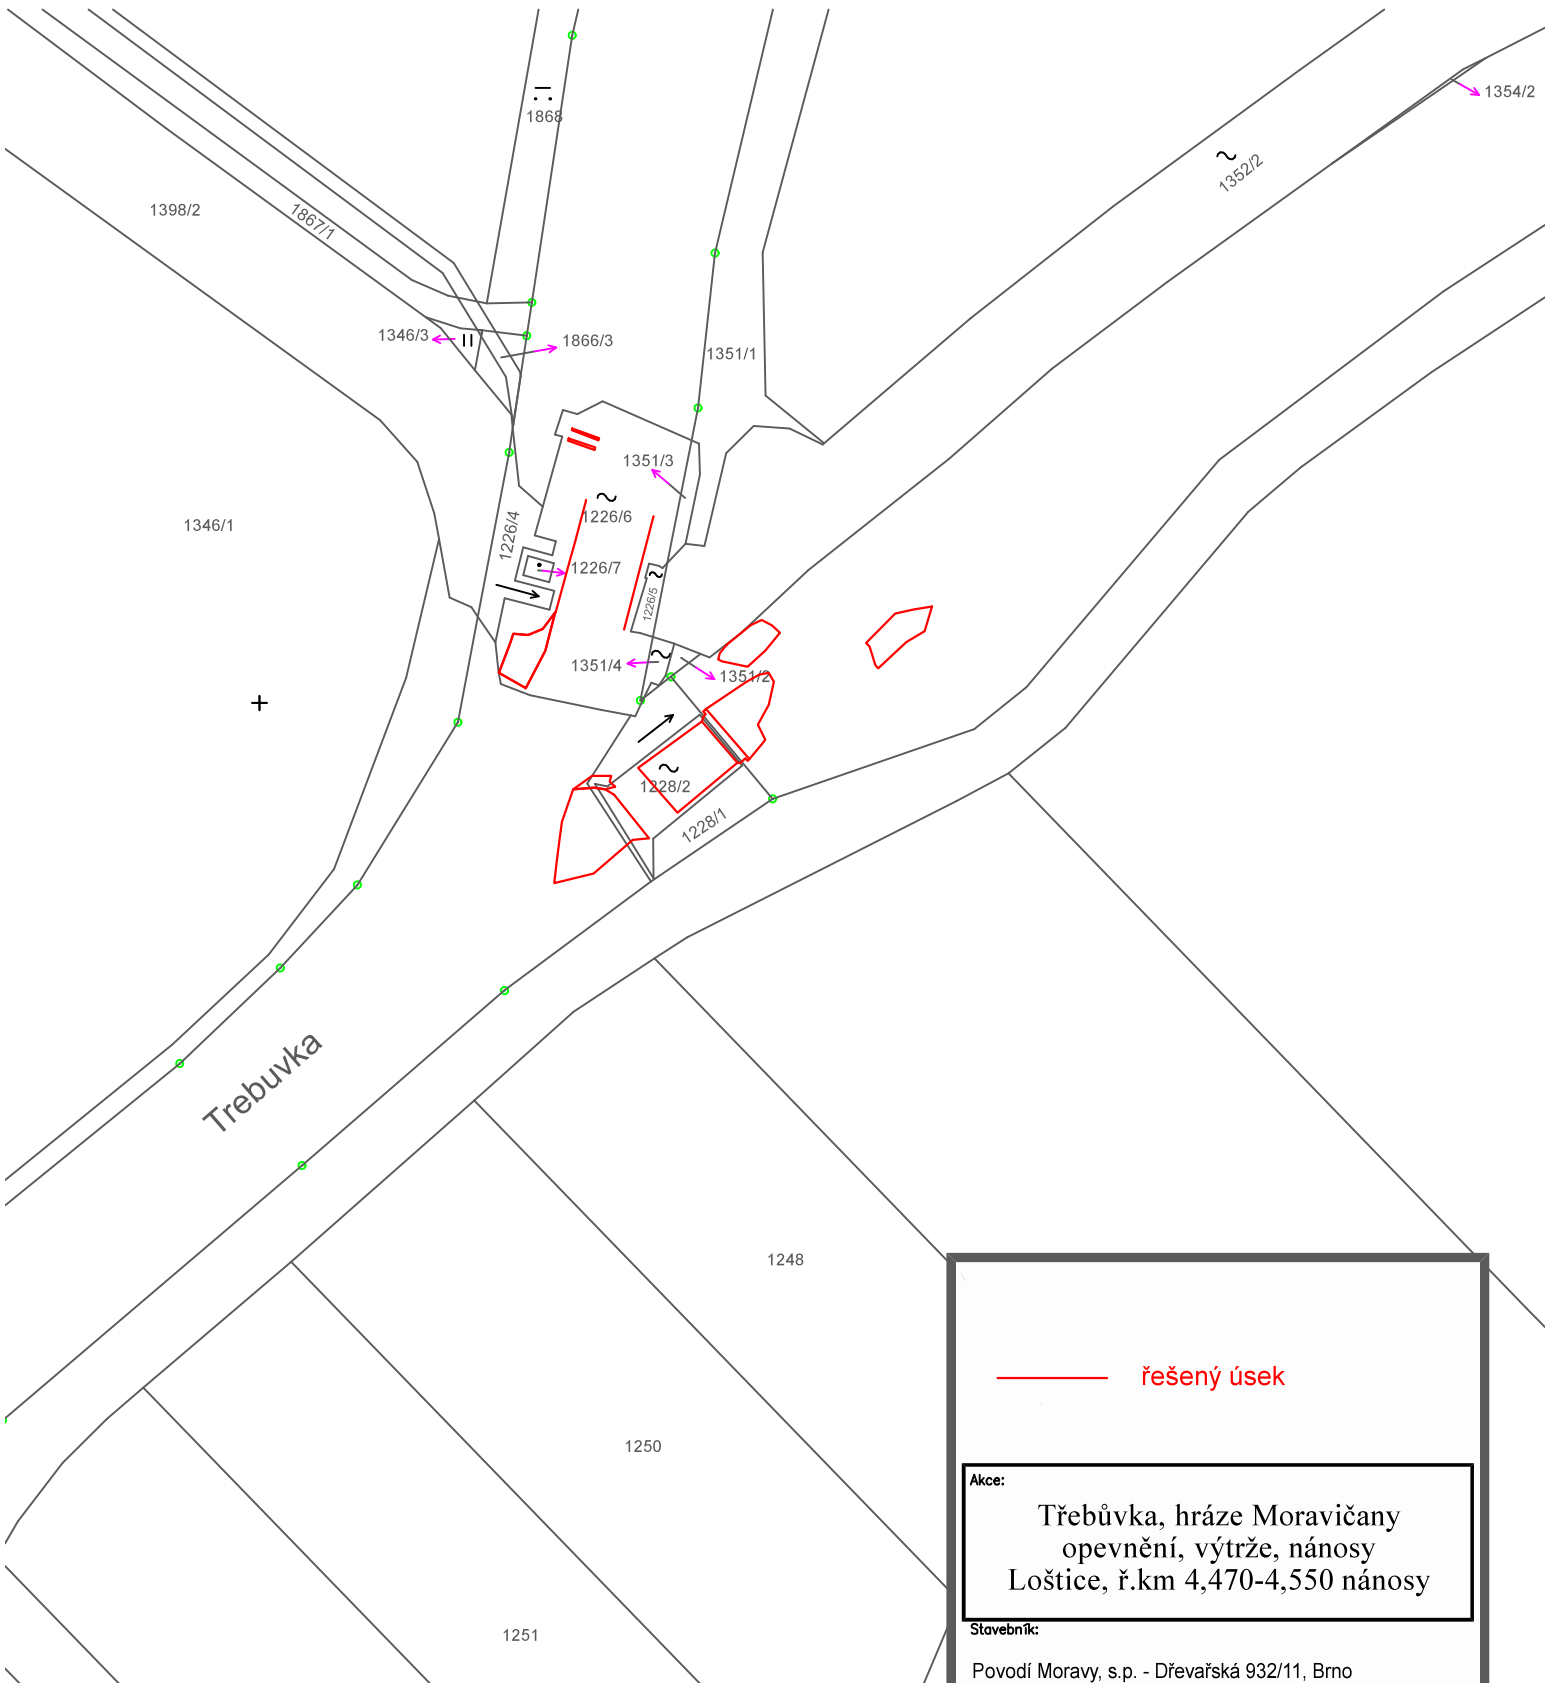 1868
1354/2
1352/2
1398/2
1867/1
1346/3
1866/3
1351/1
1351/3
1346/1
1226/4
1226/6
1226/7
1226/5
1351/4
1351/2
1228/2
1228/1
Trebuvka
1248
1250
1251
řešený úsek
Akce:
Třebůvka, hráze Moravičany
opevnění, výtrže, nánosy
Loštice, ř.km 4,470-4,550 nánosy
Stavebník:
Povodí Moravy, s.p. - Dřevařská 932/11, Brno